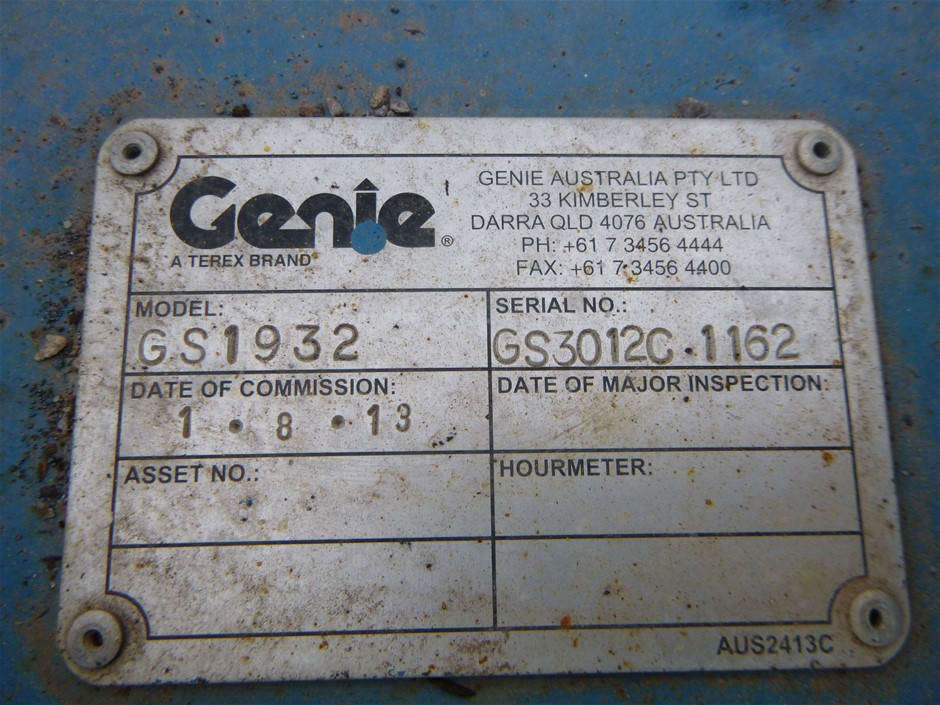 Genie®
A TEREX BRAND
GENIE AUSTRALIA PTY LTD
33 KIMBERLEY ST
DARRA QLD 4076 AUSTRALIA
PH: +61 7 3456 4444
FAX: +61 7 3456 4400
MODEL:
GS1932
SERIAL NO.:
GS3012C·1162
DATE OF COMMISSION:
1·8·13
DATE OF MAJOR INSPECTION:
ASSET NO.:
HOURMETER:
AUS2413C